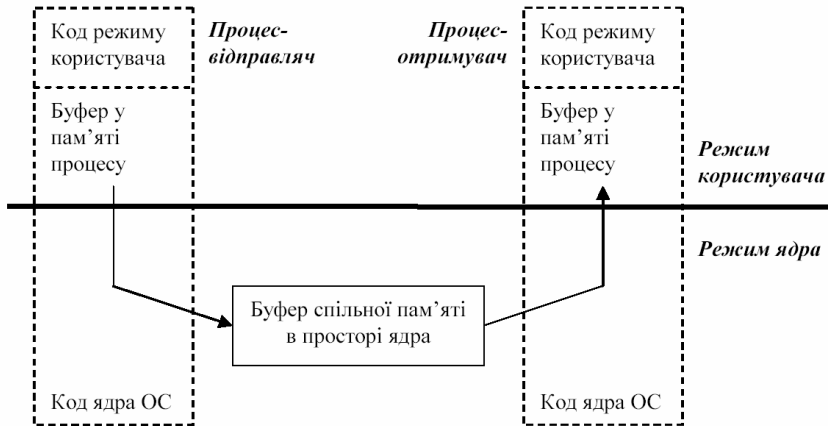 Код режиму
користувача
Процес-
відправляч
Процес-
отримувач
Код режиму
користувача
Буфер у
пам’яті
процесу
Буфер у
пам’яті
процесу
Режим
користувача
Режим ядра
Буфер спільної пам’яті
в просторі ядра
Код ядра ОС
Код ядра ОС